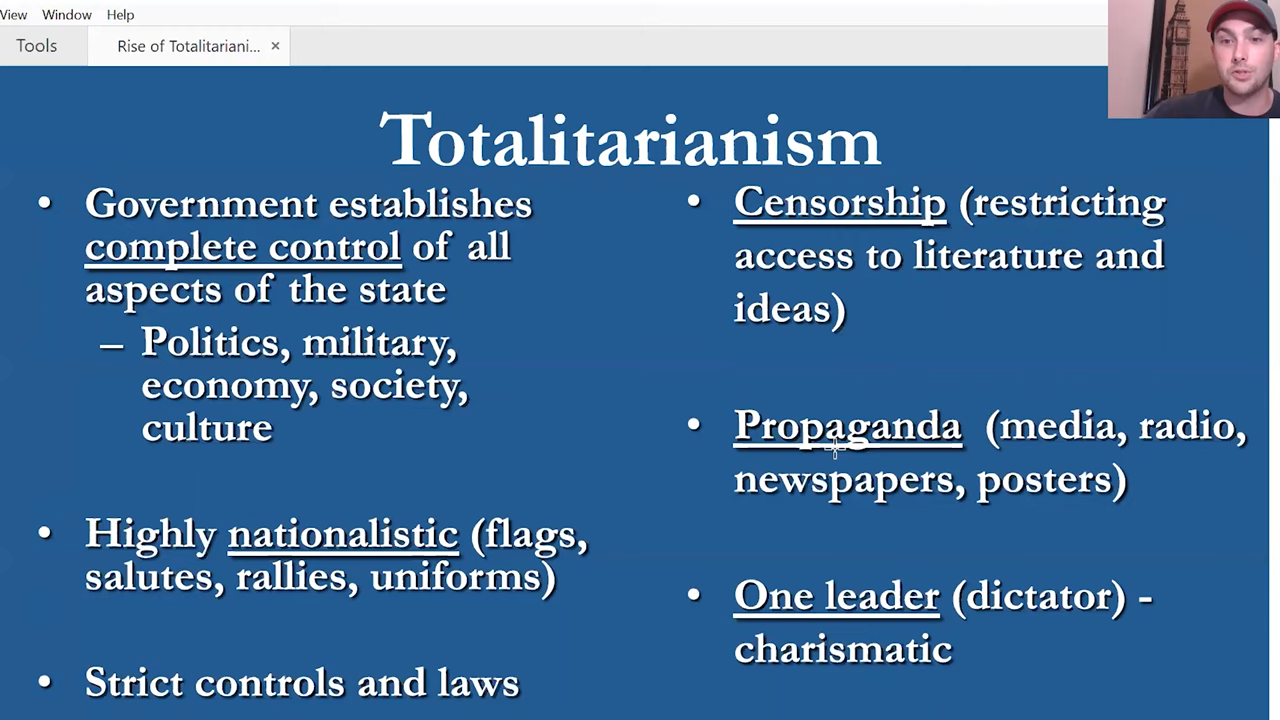 View Window Help
Tools Rise of Totalitariani... ×
Totalitarianism
• Government establishes
complete control of all
aspects of the state
– Politics, military,
economy, society,
culture
• Highly nationalistic (flags,
salutes, rallies, uniforms)
• Strict controls and laws
• Censorship (restricting
access to literature and
ideas)
• Propaganda (media, radio,
newspapers, posters)
• One leader (dictator) -
charismatic